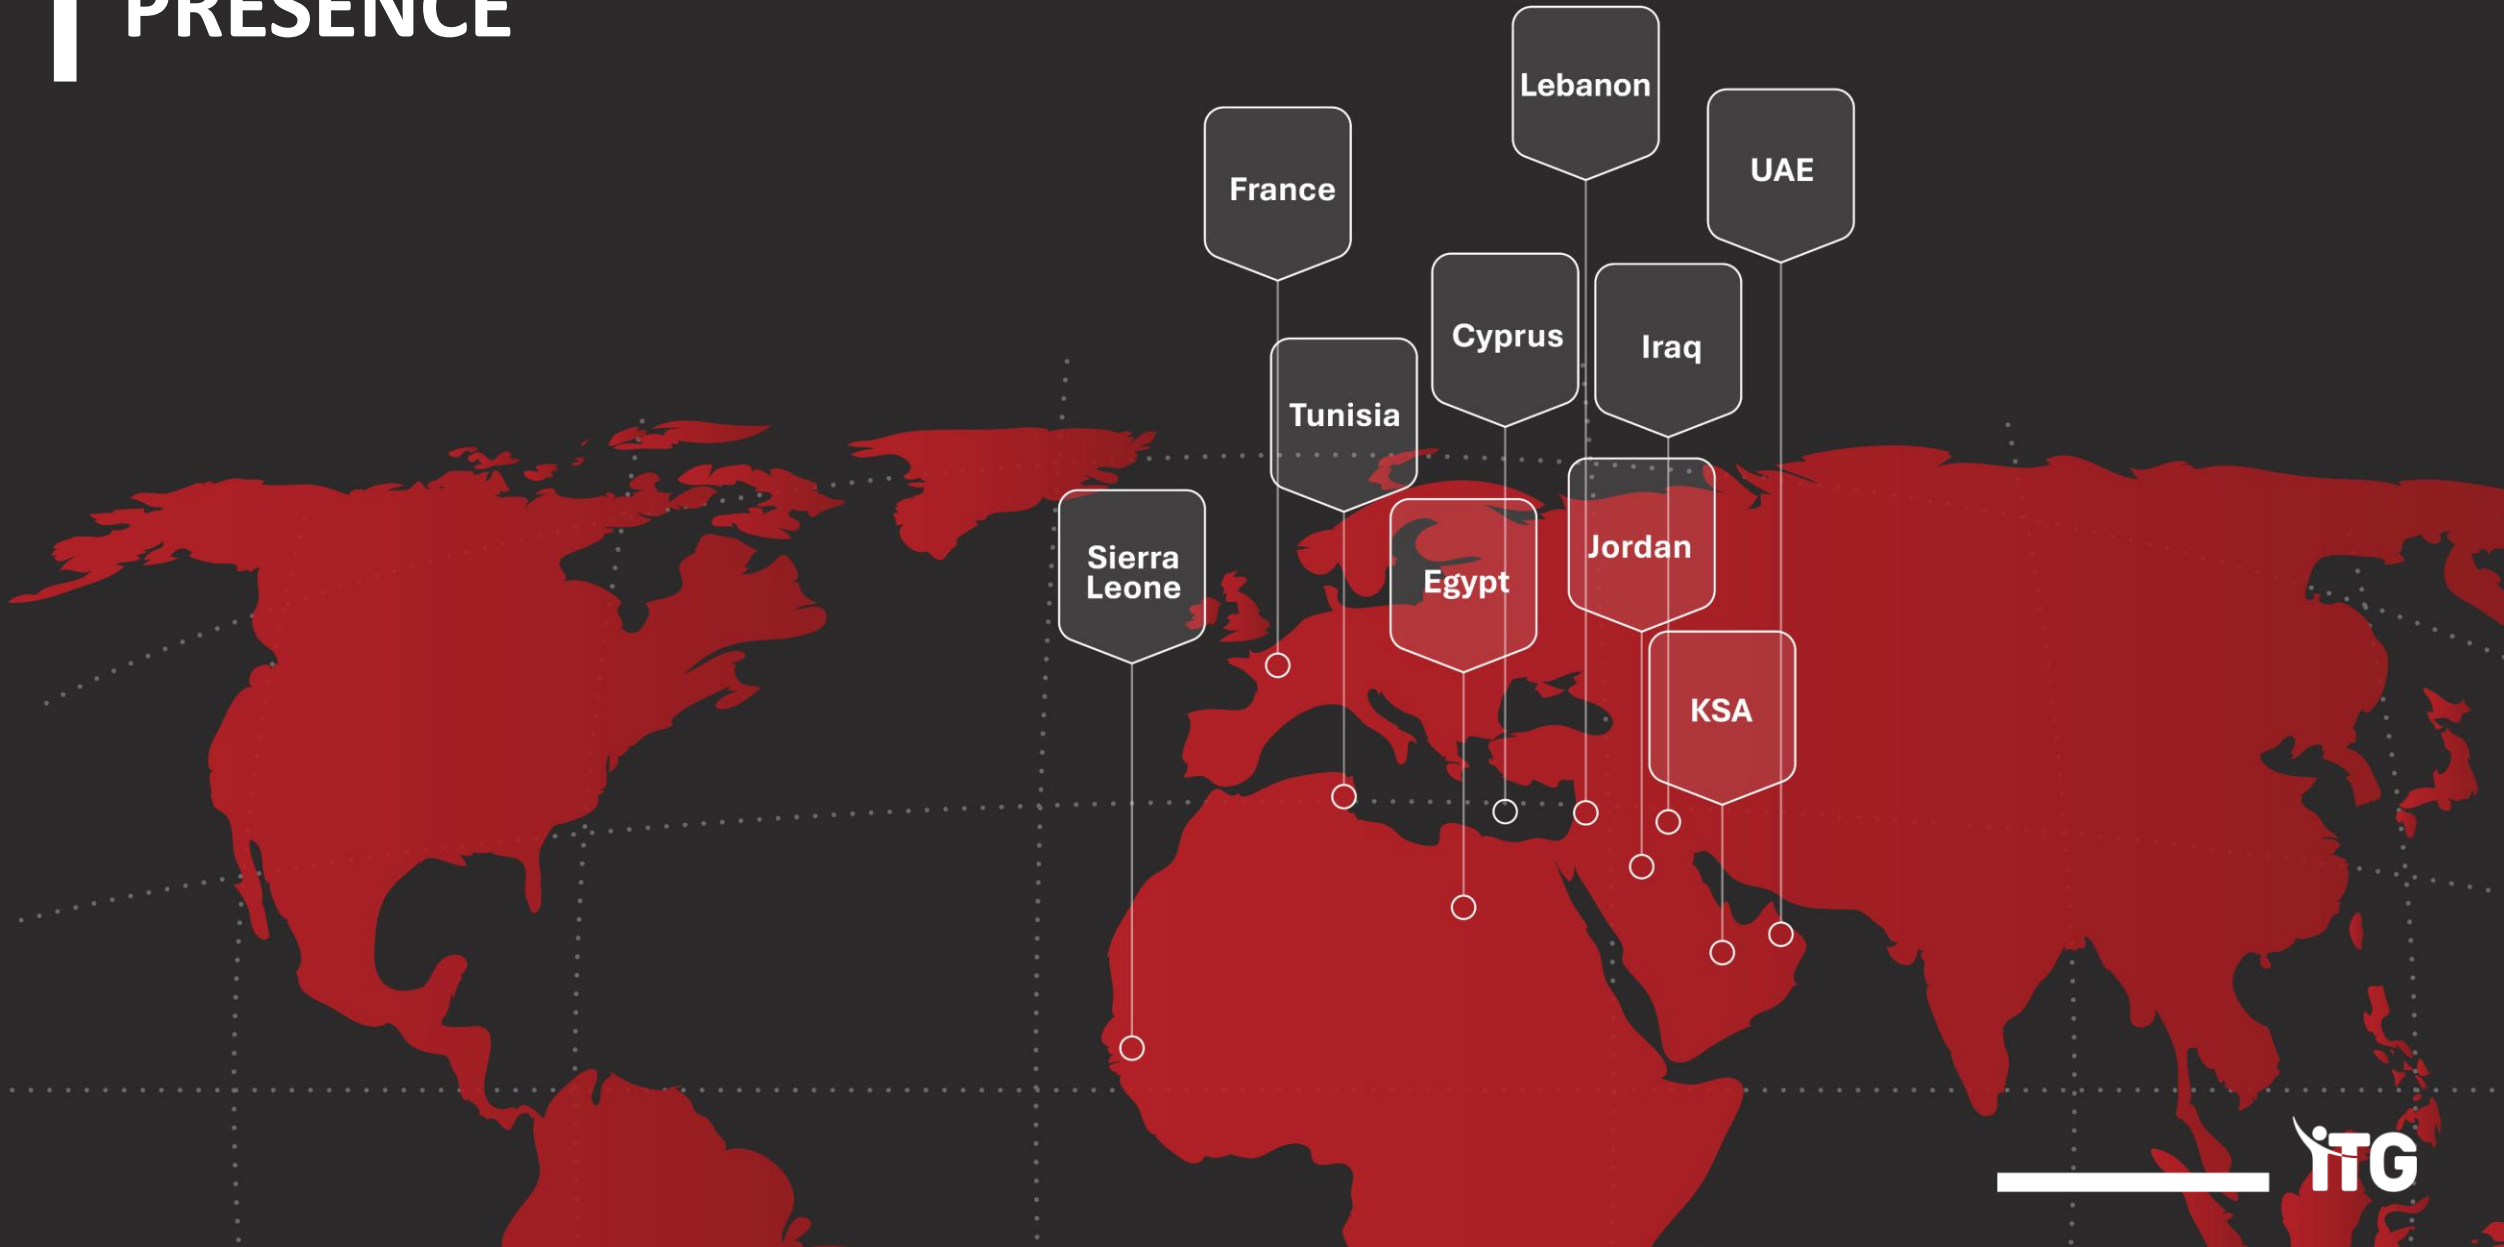 PRESENCE
Lebanon
UAE
France
Cyprus
Iraq
Tunisia
Jordan
Sierra
Leone
Egypt
KSA
iTG